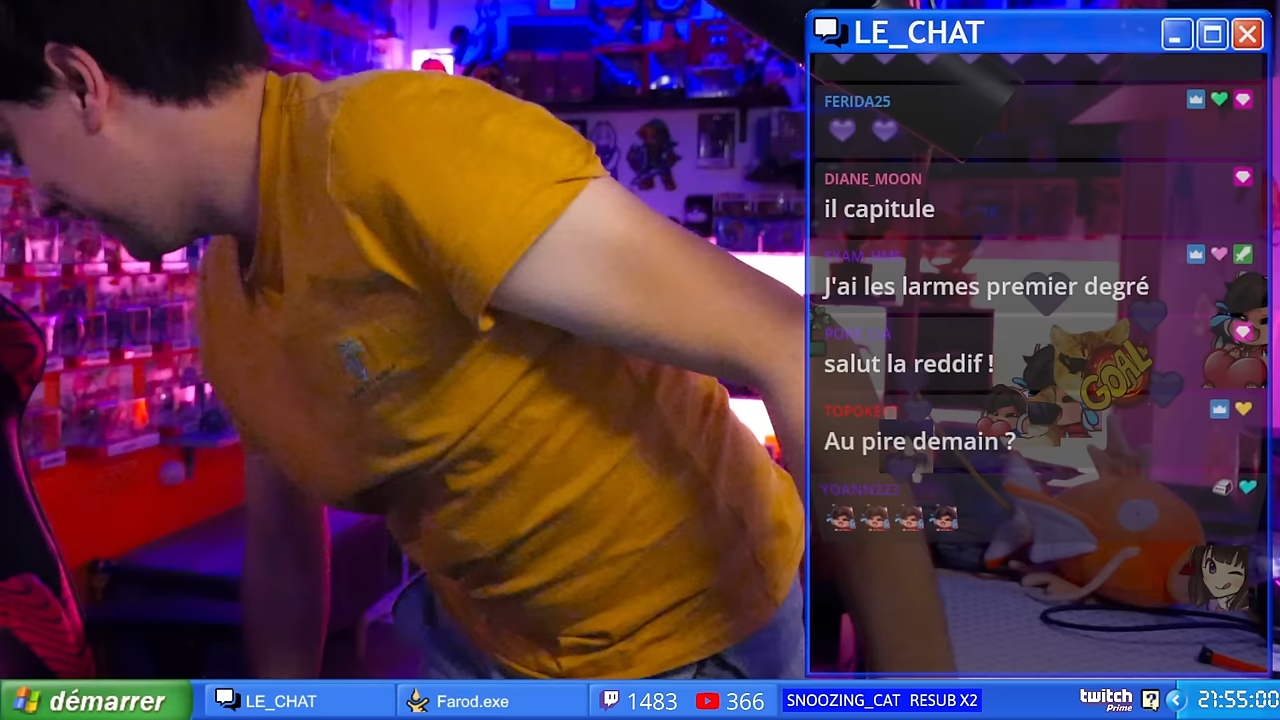 LE_CHAT
FERIDA25
DIANE_MOON
il capitule
J'ai les larmes premier degré
salut la reddif !
GOAL
Au pire demain ?
YOANN223
démarrer
LE_CHAT
Farod.exe
1483
366
SNOOZING_CAT RESUB X2
twitch
Prime
21:55:00